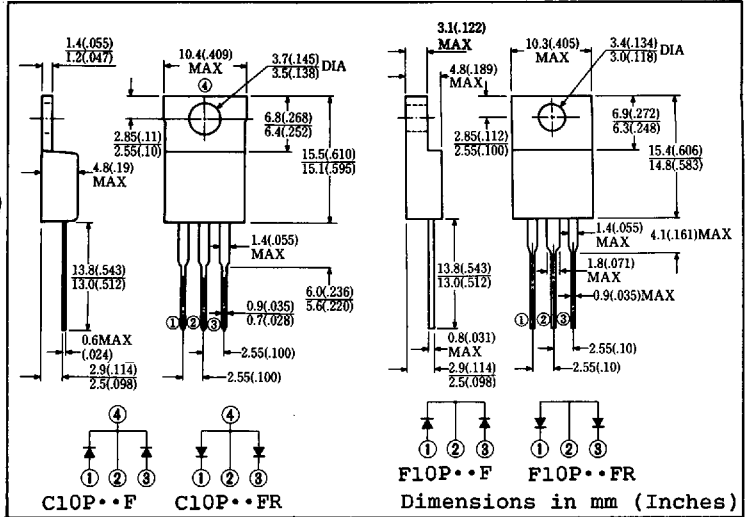 1.4(.055)
1.2(.047)
10.4(.409)
MAX
④
3.7(.145)
3.5(.138)
DIA
2.85(.11)
2.55(.10)
6.8(.268)
6.4(.252)
15.5(.610)
15.1(.595)
4.8(.19)
MAX
1.4(.055)
MAX
13.8(.543)
13.0(.512)
6.0(.236)
5.6(.220)
0.9(.035)
0.7(.028)
① ② ③
0.6MAX
(.024)
2.9(.114)
2.5(.098)
2.55(.100)
2.55(.100)
3.1(.122)
MAX
4.8(.189)
MAX
10.3(.405)
MAX
3.4(.134)
3.0(.118)
DIA
2.85(.112)
2.55(.100)
6.9(.272)
6.3(.248)
15.4(.606)
14.8(.583)
1.4(.055)
MAX
4.1(.161)MAX
13.8(.543)
13.0(.512)
1.8(.071)
MAX
0.9(.035)MAX
① ② ③
0.8(.031)
MAX
2.9(.114)
2.5(.098)
2.55(.10)
2.55(.10)
④
① ② ③
C10P··F
④
① ② ③
C10P··FR
① ② ③
F10P··F
① ② ③
F10P··FR
Dimensions in mm (Inches)